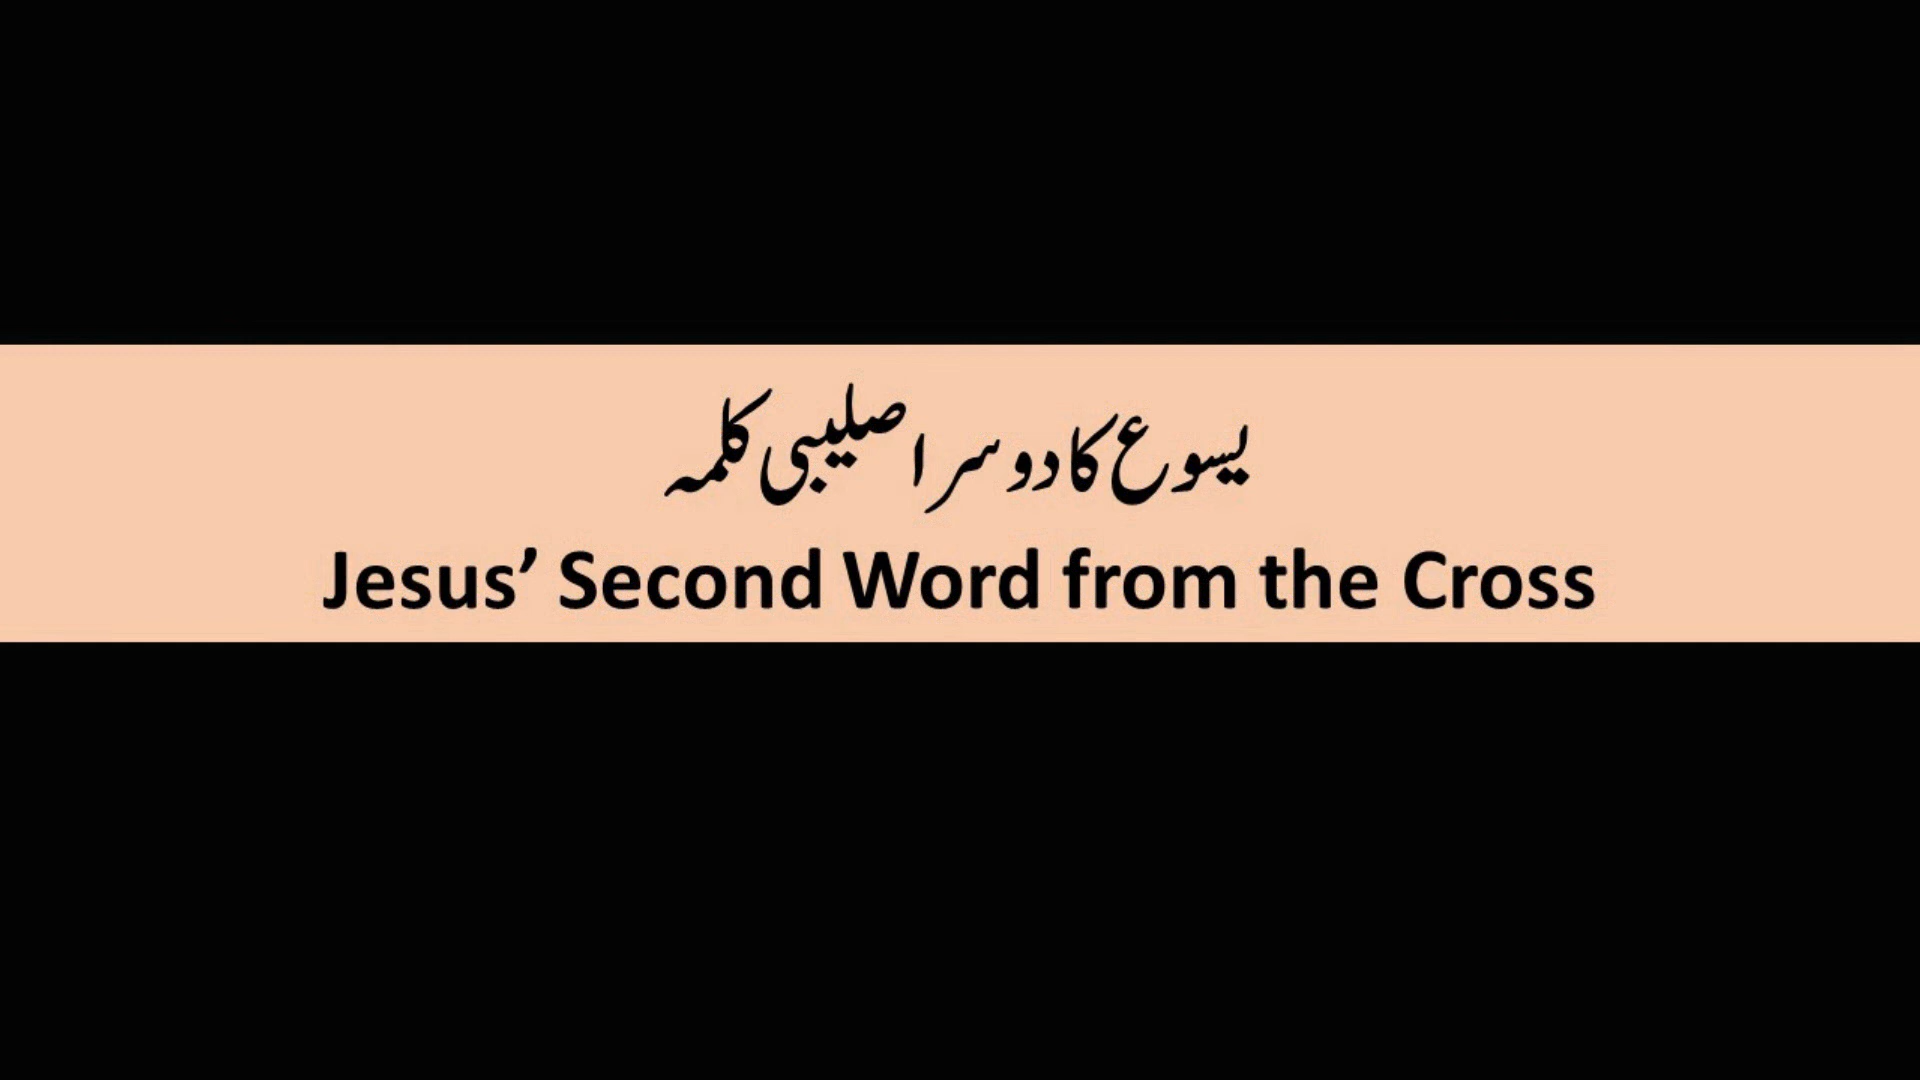 یسوع کا دوسرا صلیبی کلمہ
Jesus’ Second Word from the Cross